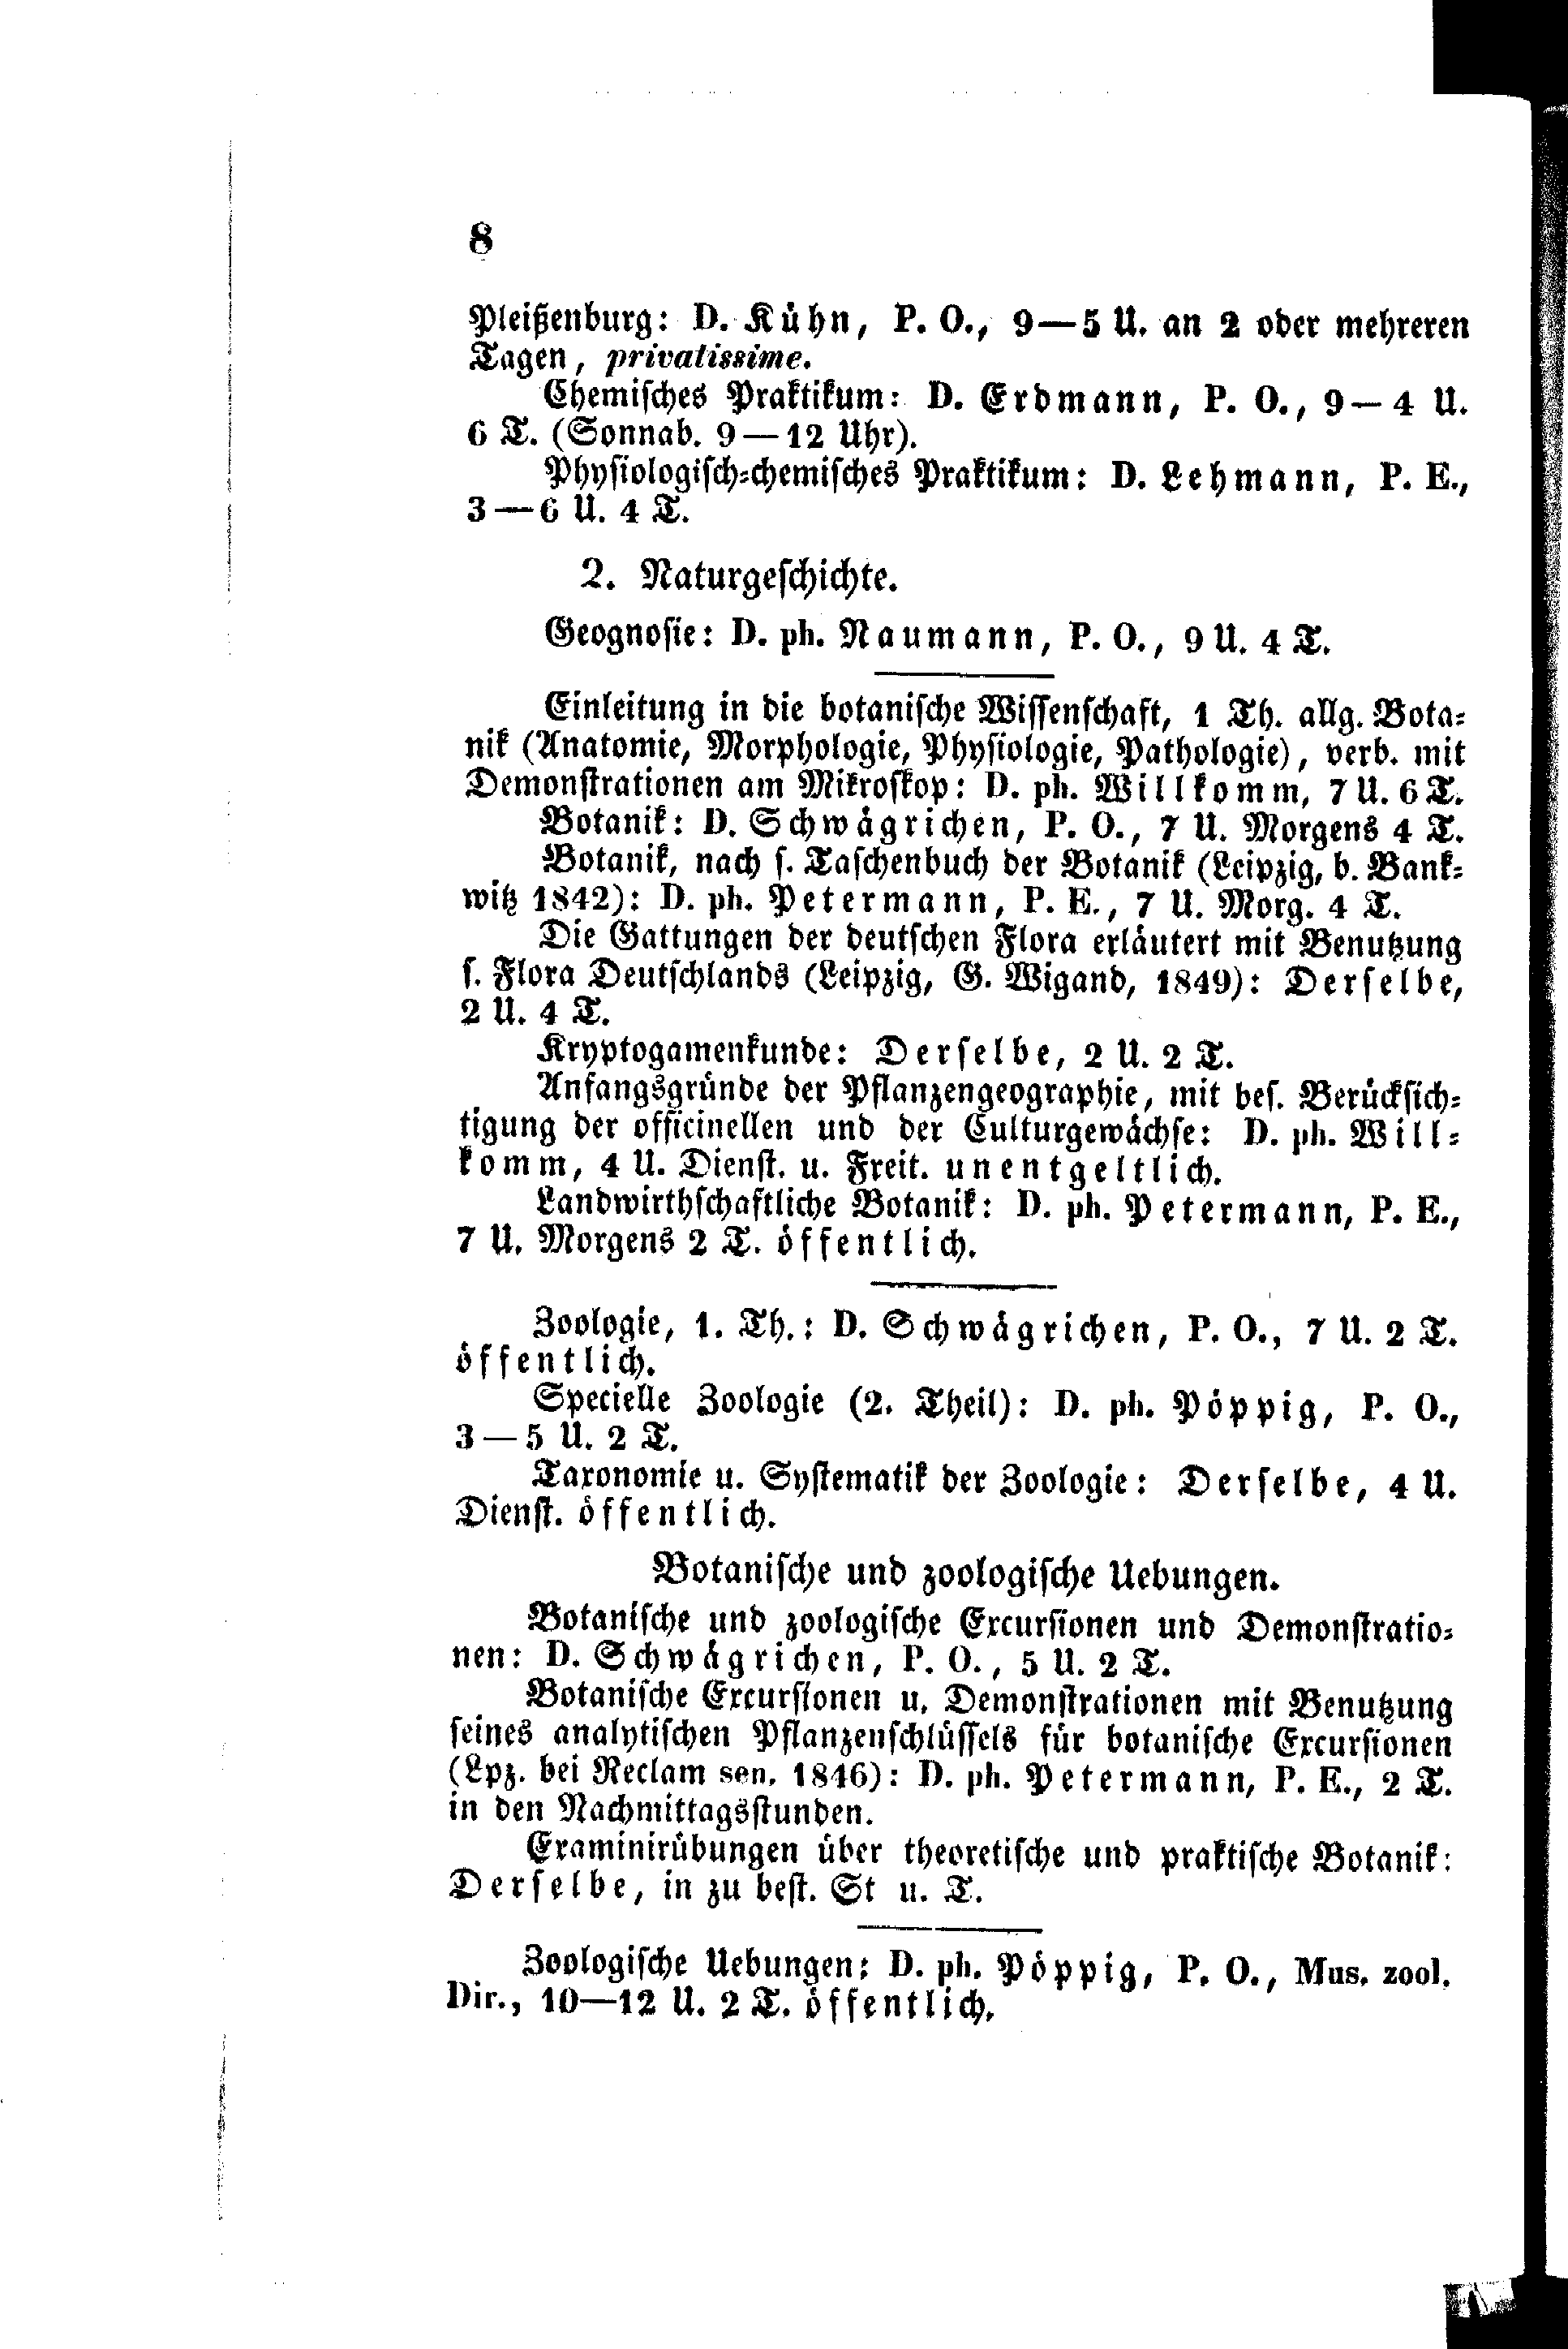 8
Pleißenburg: D. Kühn, P. O., 9—5 U. an 2 oder mehreren
Tagen, privatissime.
Chemisches Praktikum: D. Erdmann, P. O., 9—4 U.
6 T. (Sonnab. 9—12 Uhr).
Physiologisch-chemisches Praktikum: D. Lehmann, P. E.,
3—6 U. 4 T.
2. Naturgeschichte.
Geognosie: D. ph. Naumann, P. O., 9 U. 4 T.
Einleitung in die botanische Wissenschaft, 1 Th. allg. Bota-
nik (Anatomie, Morphologie, Physiologie, Pathologie), verb. mit
Demonstrationen am Mikroskop: D. ph. Willkomm, 7 U. 6 T.
Botanik: D. Schwägrichen, P. O., 7 U. Morgens 4 T.
Botanik, nach s. Taschenbuch der Botanik (Leipzig, b. Bank-
witz 1842): D. ph. Petermann, P. E., 7 U. Morg. 4 T.
Die Gattungen der deutschen Flora erläutert mit Benutzung
s. Flora Deutschlands (Leipzig, G. Wigand, 1849): Derselbe,
2 U. 4 T.
Kryptogamenkunde: Derselbe, 2 U. 2 T.
Anfangsgründe der Pflanzengeographie, mit bes. Berücksich-
tigung der officinellen und der Culturgewächse: D. ph. Will-
komm, 4 U. Dienst. u. Freit. unentgeltlich.
Landwirthschaftliche Botanik: D. ph. Petermann, P. E.,
7 U. Morgens 2 T. öffentlich.
Zoologie, 1. Th.: D. Schwägrichen, P. O., 7 U. 2 T.
öffentlich.
Specielle Zoologie (2. Theil): D. ph. Pöppig, P. O.,
3—5 U. 2 T.
Taxonomie u. Systematik der Zoologie: Derselbe, 4 U.
Dienst. öffentlich.
Botanische und zoologische Uebungen.
Botanische und zoologische Excursionen und Demonstratio-
nen: D. Schwägrichen, P. O., 5 U. 2 T.
Botanische Excursionen u. Demonstrationen mit Benutzung
seines analytischen Pflanzenschlüssels für botanische Excursionen
(Lpz. bei Reclam sen. 1846): D. ph. Petermann, P. E., 2 T.
in den Nachmittagsstunden.
Examinirübungen über theoretische und praktische Botanik:
Derselbe, in zu best. St u. T.
Zoologische Uebungen: D. ph. Pöppig, P. O., Mus. zool.
Dir., 10—12 U. 2 T. öffentlich.